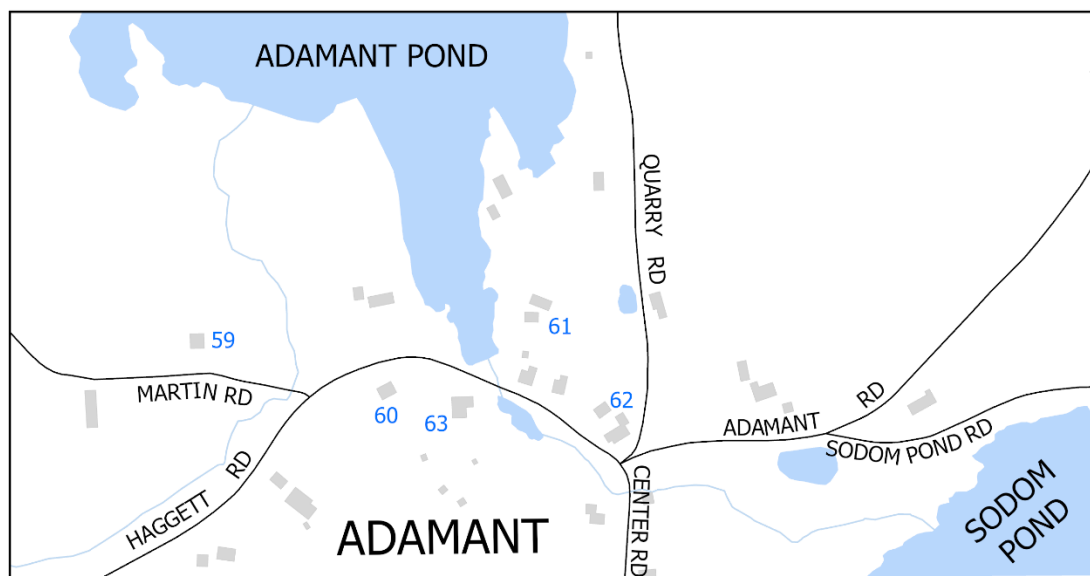 ADAMANT POND
QUARRY RD
61
59
62
MARTIN RD
60
63
ADAMANT RD
SODOM POND RD
HAGGETT RD
CENTER RD
ADAMANT
SODOM
POND